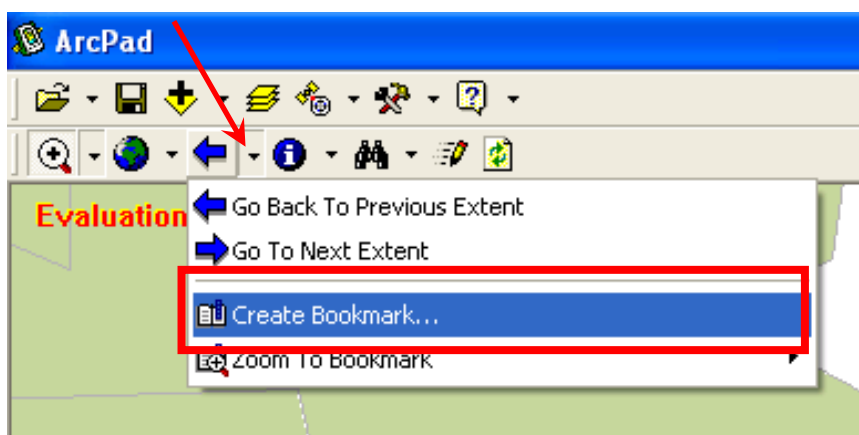 ArcPad
Evaluation
Go Back To Previous Extent
Go To Next Extent
Create Bookmark...
Zoom To Bookmark